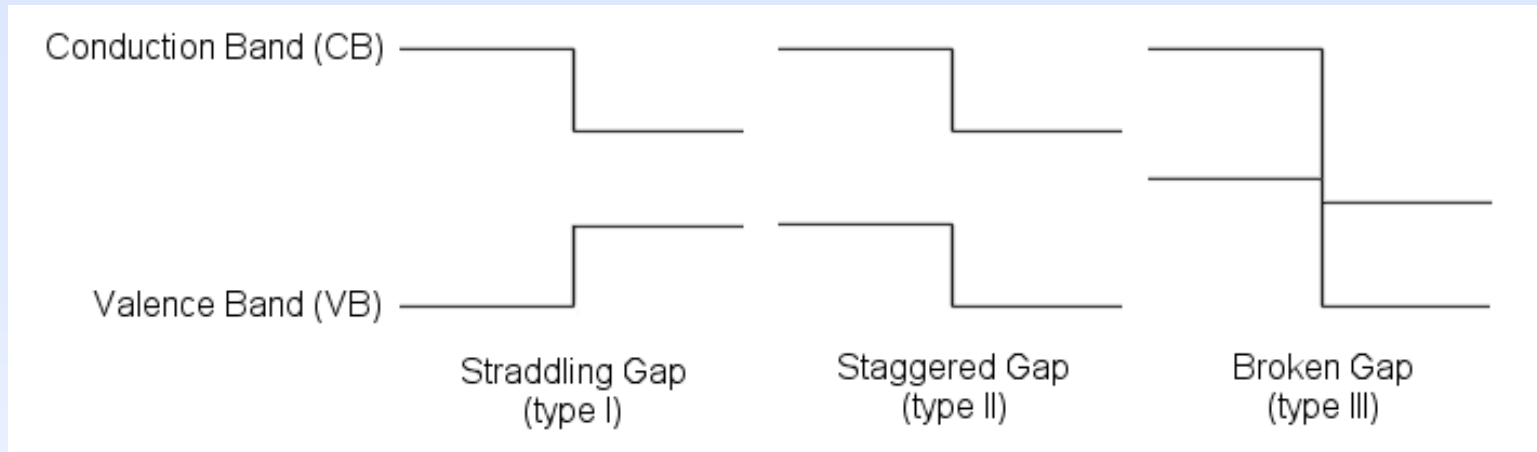 Conduction Band (CB)
Valence Band (VB)
Straddling Gap
(type I)
Staggered Gap
(type II)
Broken Gap
(type III)